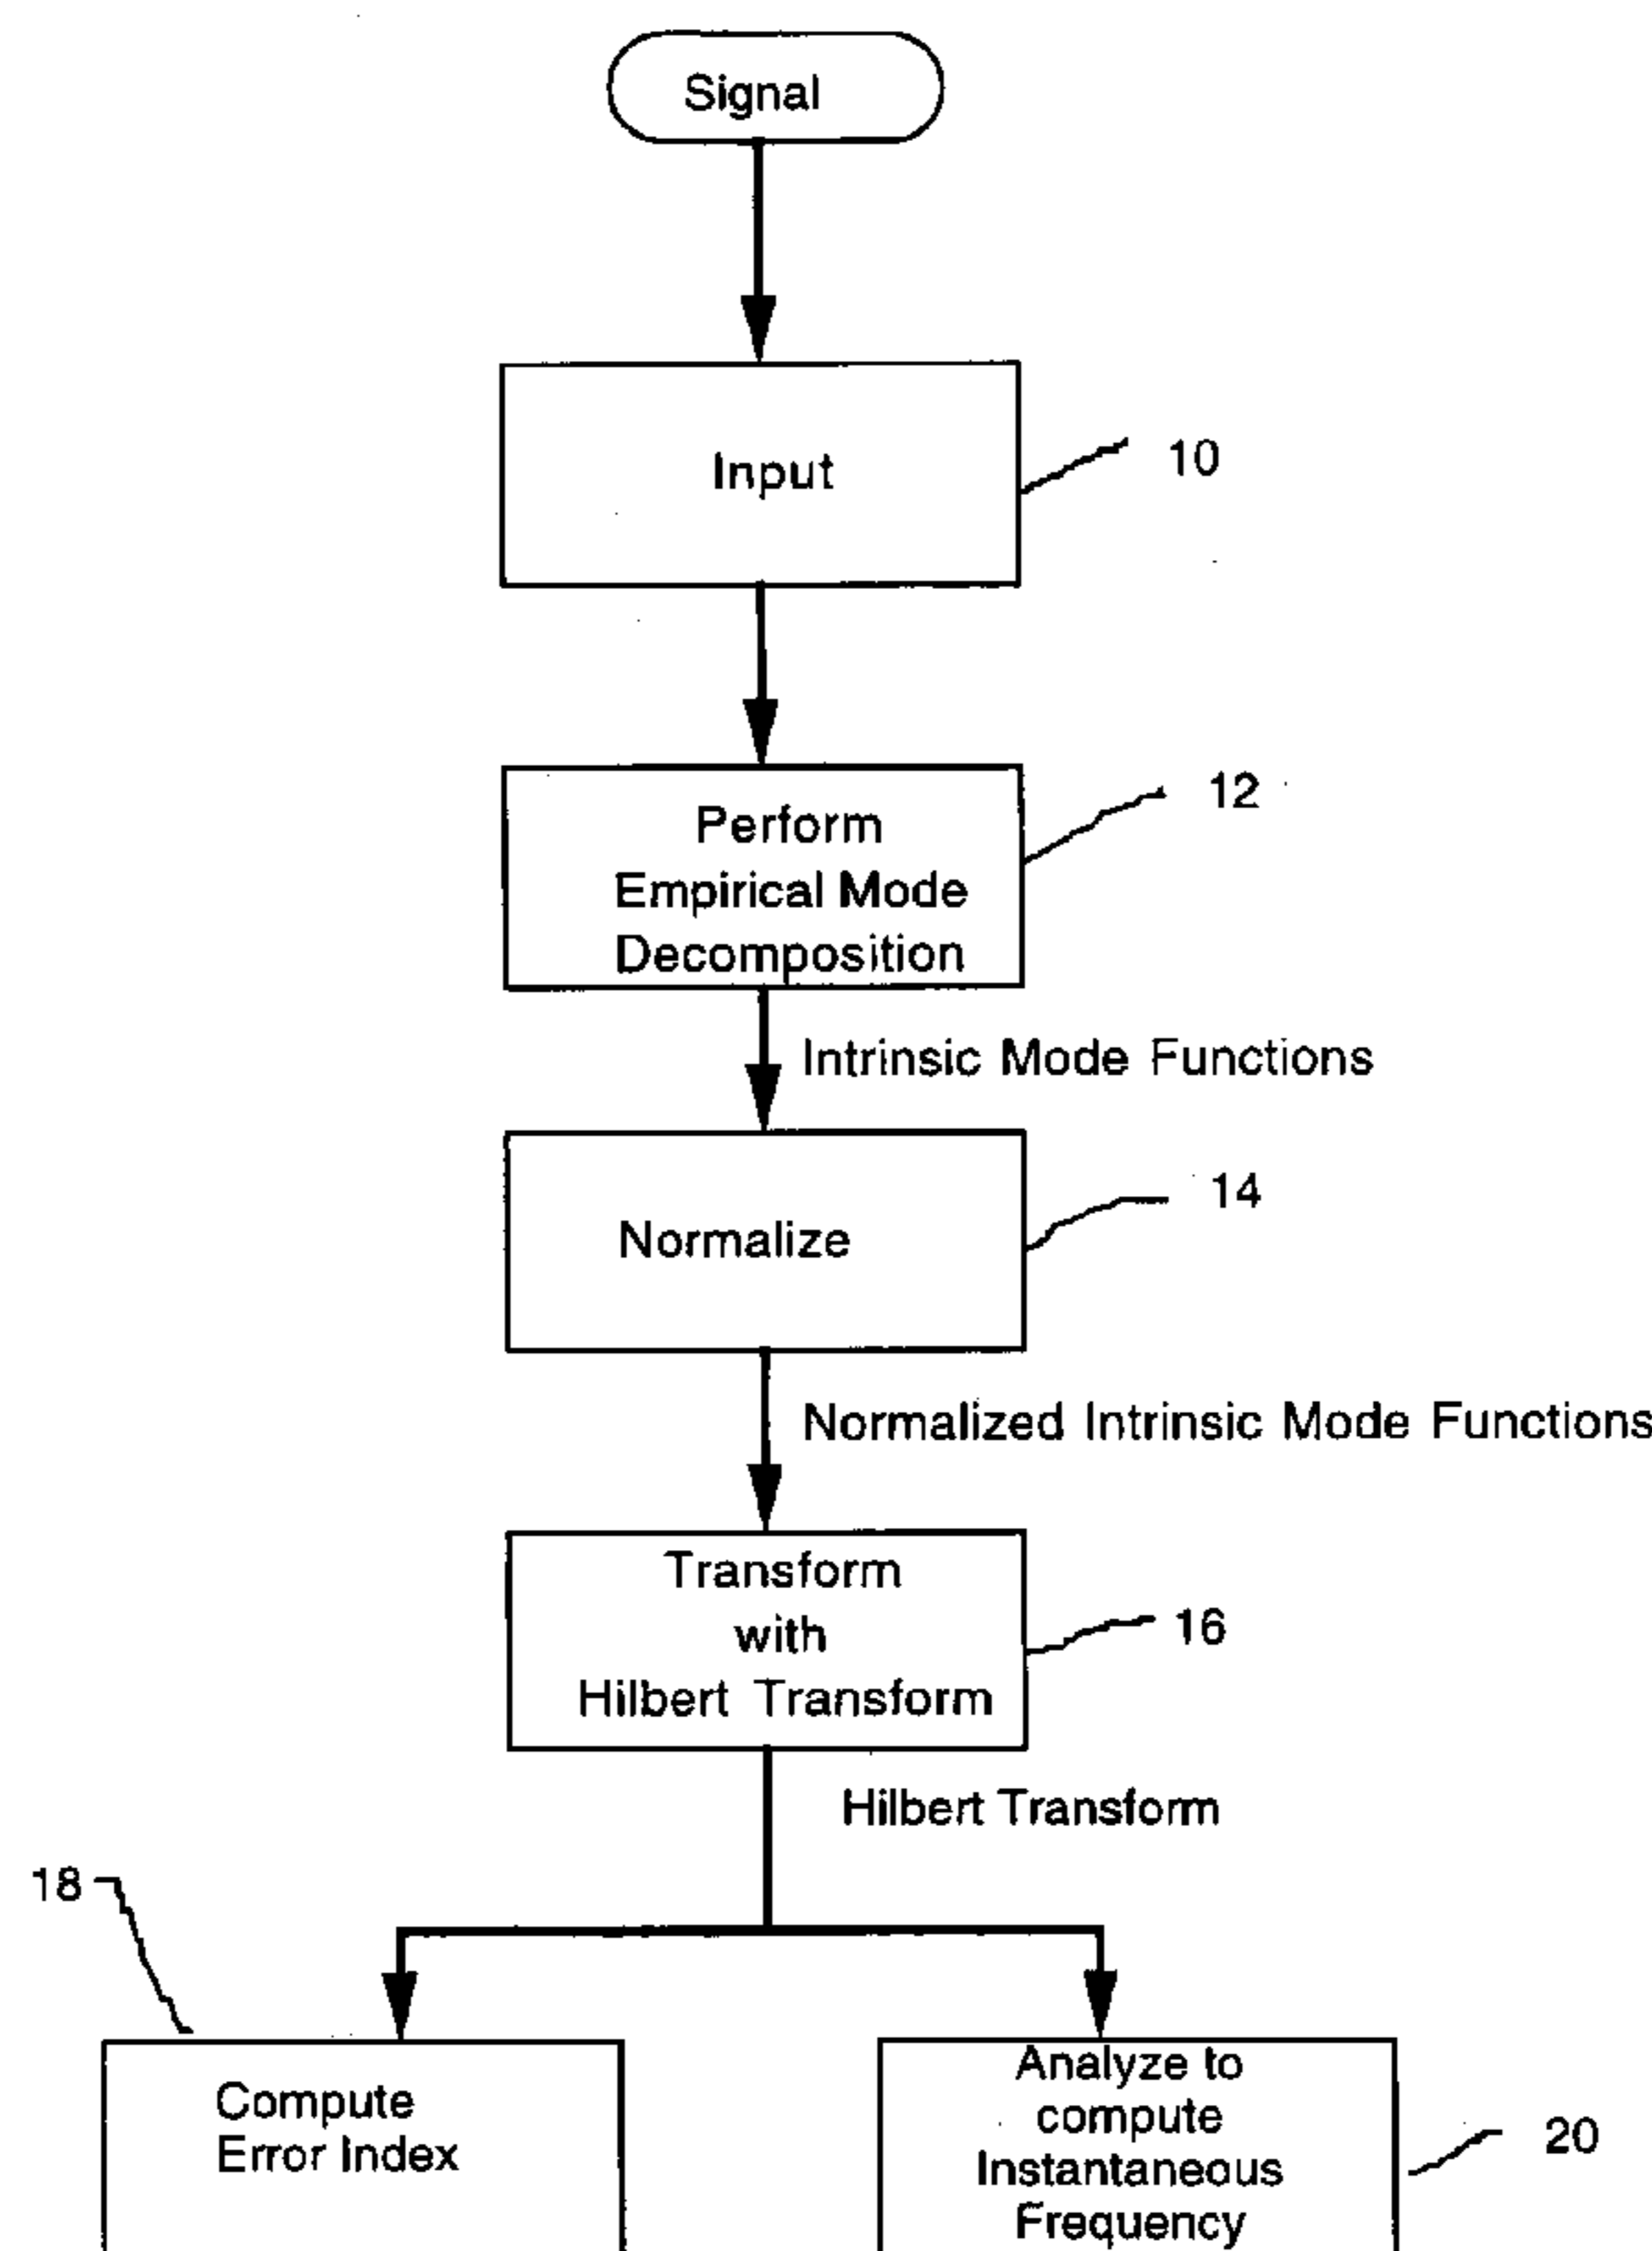 Signal
Input
10
Perform
Empirical Mode
Decomposition
12
Intrinsic Mode Functions
Normalize
14
Normalized Intrinsic Mode Functions
Transform
with
Hilbert Transform
16
Hilbert Transform
18
Compute
Error Index
Analyze to
compute
Instantaneous
Frequency
20